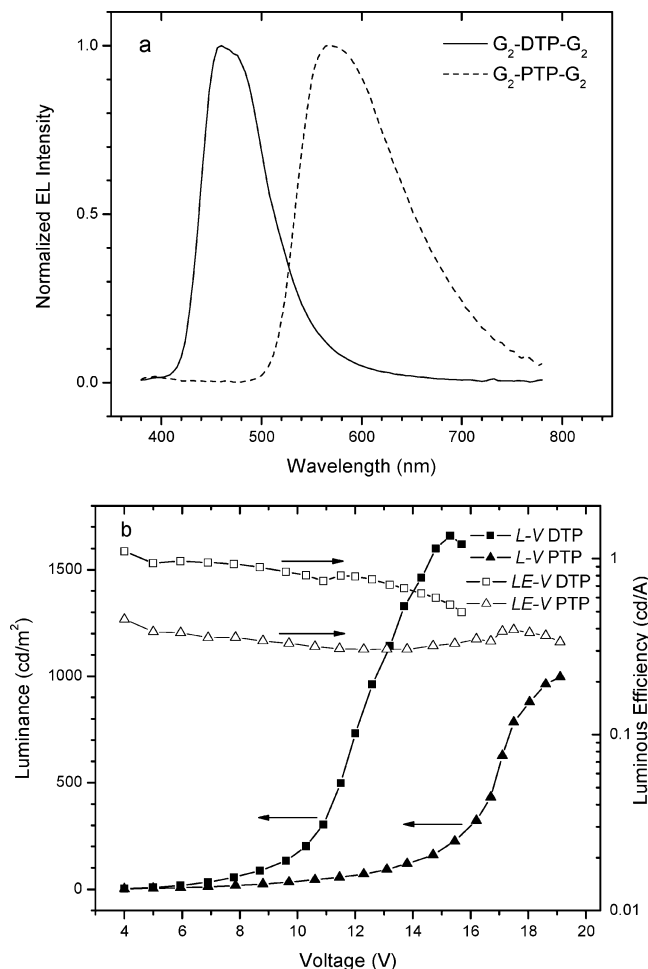 a
G₂-DTP-G₂
G₂-PTP-G₂
1.0
0.5
0.0
Normalized EL Intensity
400 500 600 700 800
Wavelength (nm)
b
L-V DTP
L-V PTP
LE-V DTP
LE-V PTP
1500
1000
500
0
Luminance (cd/m²)
1
0.1
0.01
Luminous Efficiency (cd/A)
4 6 8 10 12 14 16 18 20
Voltage (V)